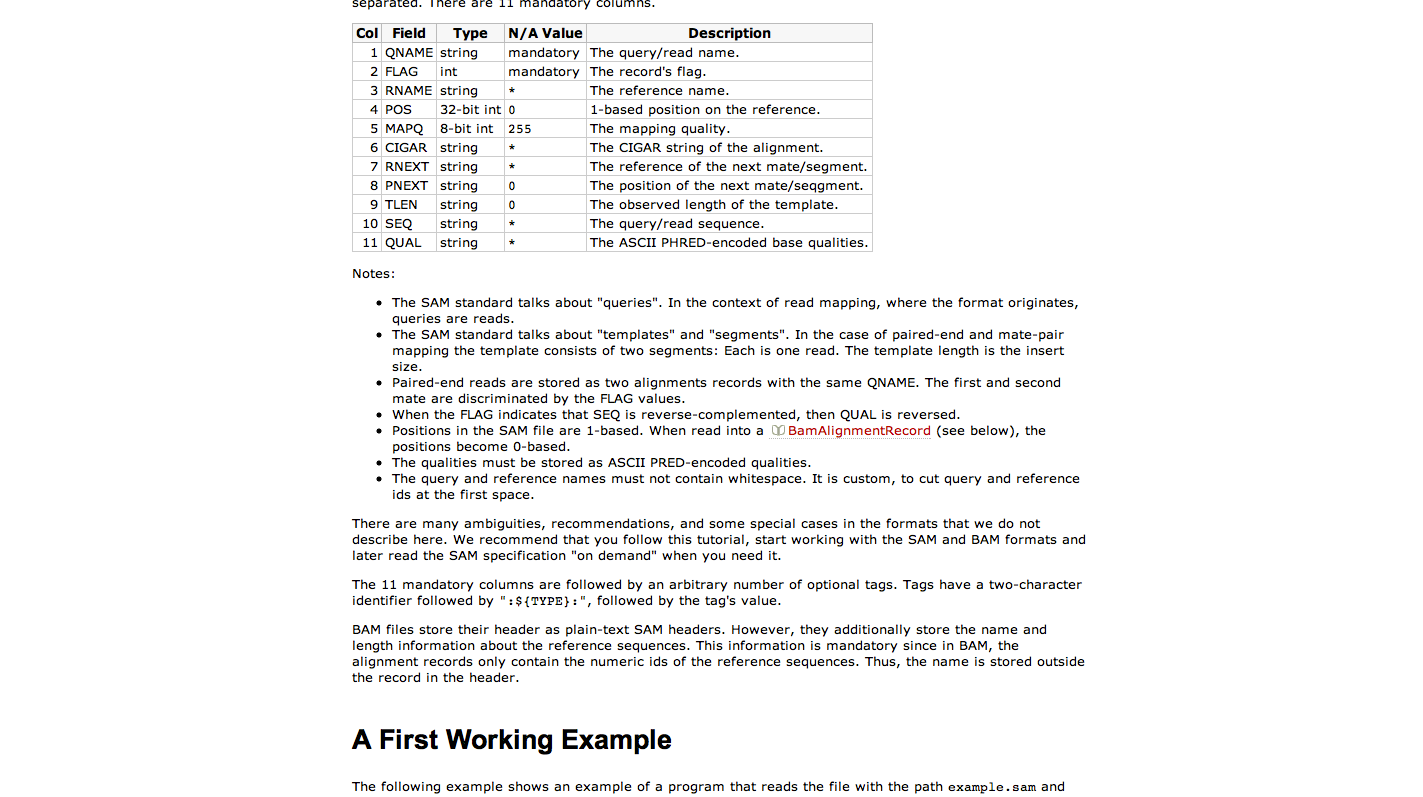 separated. There are 11 mandatory columns.
Col Field Type N/A Value Description
1 QNAME string mandatory The query/read name.
2 FLAG int mandatory The record's flag.
3 RNAME string * The reference name.
4 POS 32-bit int 0 1-based position on the reference.
5 MAPQ 8-bit int 255 The mapping quality.
6 CIGAR string * The CIGAR string of the alignment.
7 RNEXT string * The reference of the next mate/segment.
8 PNEXT string 0 The position of the next mate/seqgment.
9 TLEN string 0 The observed length of the template.
10 SEQ string * The query/read sequence.
11 QUAL string * The ASCII PHRED-encoded base qualities.
Notes:
• The SAM standard talks about "queries". In the context of read mapping, where the format originates,
queries are reads.
• The SAM standard talks about "templates" and "segments". In the case of paired-end and mate-pair
mapping the template consists of two segments: Each is one read. The template length is the insert
size.
• Paired-end reads are stored as two alignments records with the same QNAME. The first and second
mate are discriminated by the FLAG values.
• When the FLAG indicates that SEQ is reverse-complemented, then QUAL is reversed.
• Positions in the SAM file are 1-based. When read into a BamAlignmentRecord (see below), the
positions become 0-based.
• The qualities must be stored as ASCII PRED-encoded qualities.
• The query and reference names must not contain whitespace. It is custom, to cut query and reference
ids at the first space.
There are many ambiguities, recommendations, and some special cases in the formats that we do not
describe here. We recommend that you follow this tutorial, start working with the SAM and BAM formats and
later read the SAM specification "on demand" when you need it.
The 11 mandatory columns are followed by an arbitrary number of optional tags. Tags have a two-character
identifier followed by ":${TYPE}:", followed by the tag's value.
BAM files store their header as plain-text SAM headers. However, they additionally store the name and
length information about the reference sequences. This information is mandatory since in BAM, the
alignment records only contain the numeric ids of the reference sequences. Thus, the name is stored outside
the record in the header.
A First Working Example
The following example shows an example of a program that reads the file with the path example.sam and